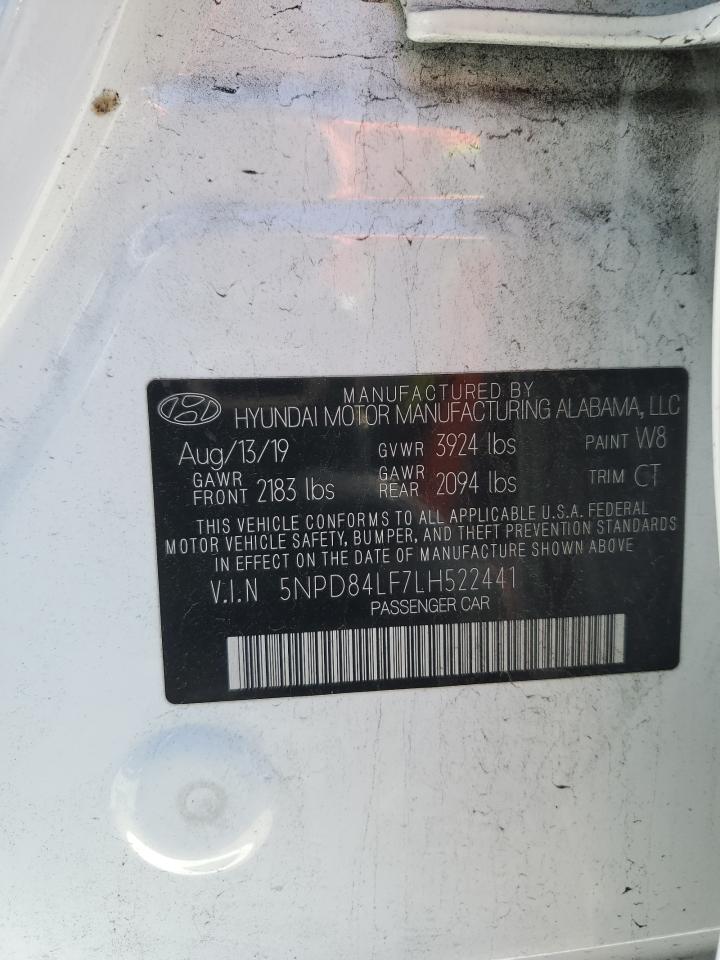 MANUFACTURED BY
HYUNDAI MOTOR MANUFACTURING ALABAMA, LLC
Aug/13/19 GVWR 3924 lbs PAINT W8
GAWR FRONT 2183 lbs GAWR REAR 2094 lbs TRIM CT
THIS VEHICLE CONFORMS TO ALL APPLICABLE U.S.A. FEDERAL
MOTOR VEHICLE SAFETY, BUMPER, AND THEFT PREVENTION STANDARDS
IN EFFECT ON THE DATE OF MANUFACTURE SHOWN ABOVE
V.I.N 5NPD84LF7LH522441
PASSENGER CAR